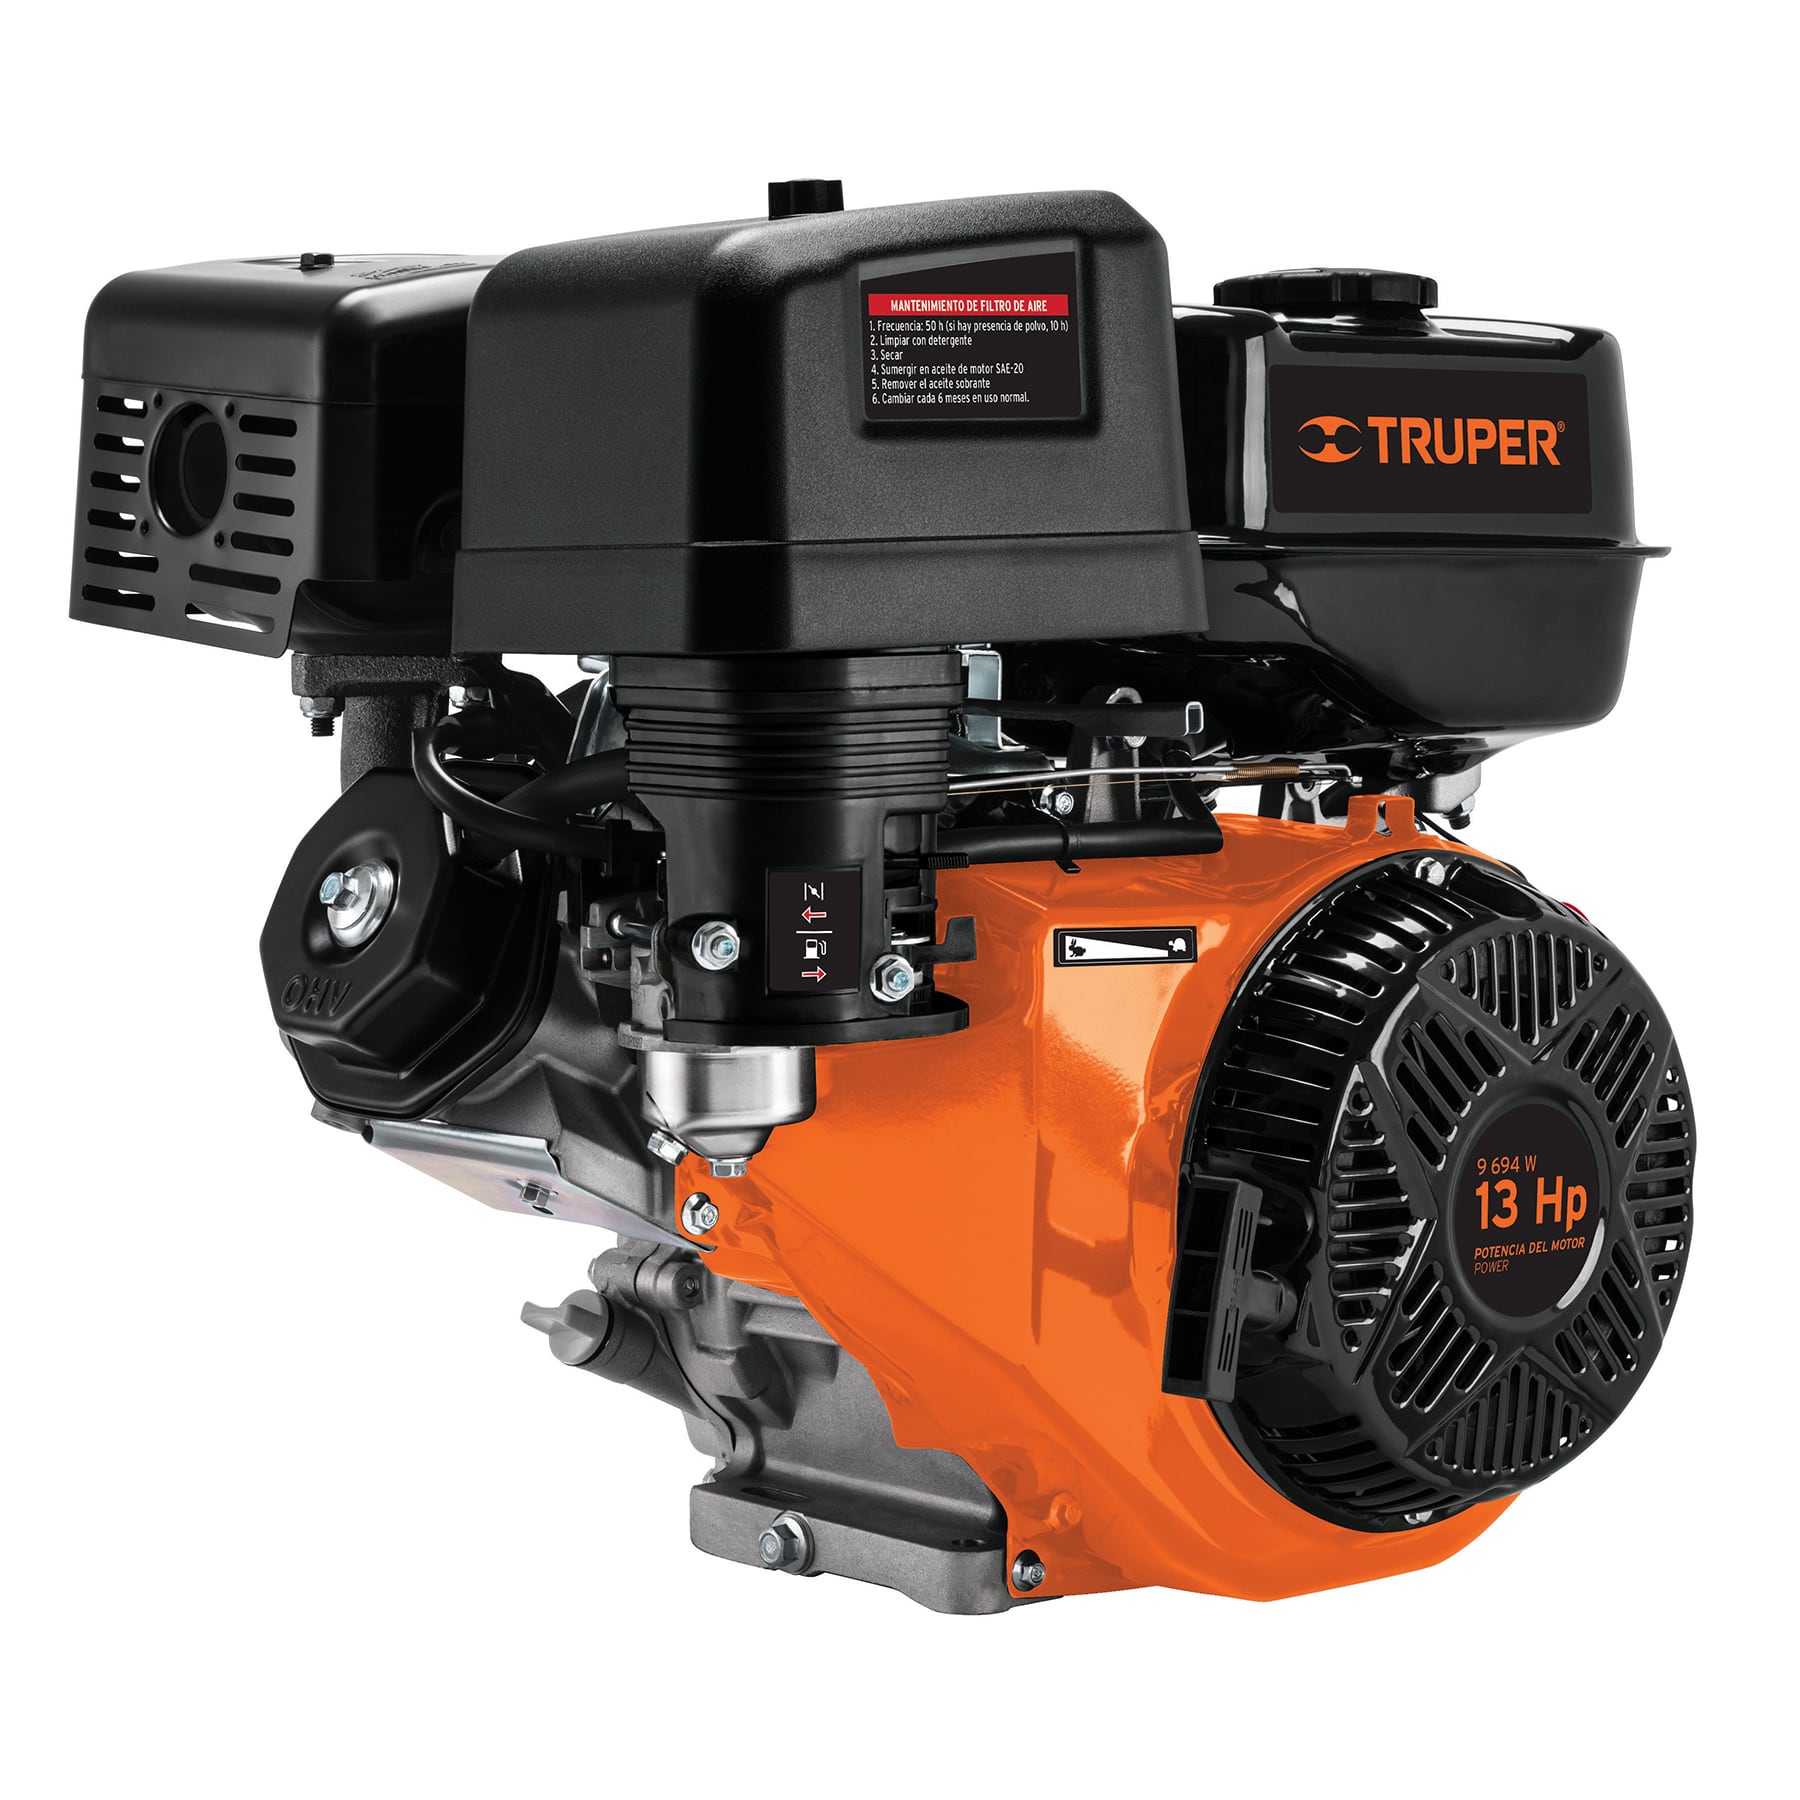 MANTENIMIENTO DE FILTRO DE AIRE
1. Frecuencia: 50 h (si hay presencia de polvo, 10 h)
2. Limpiar con detergente
3. Secar
4. Sumergir en aceite de motor SAE-20
5. Remover el aceite sobrante
6. Cambiar cada 6 meses en uso normal.
TRUPER®
OHV
9 694 W
13 Hp
POTENCIA DEL MOTOR
POWER
START